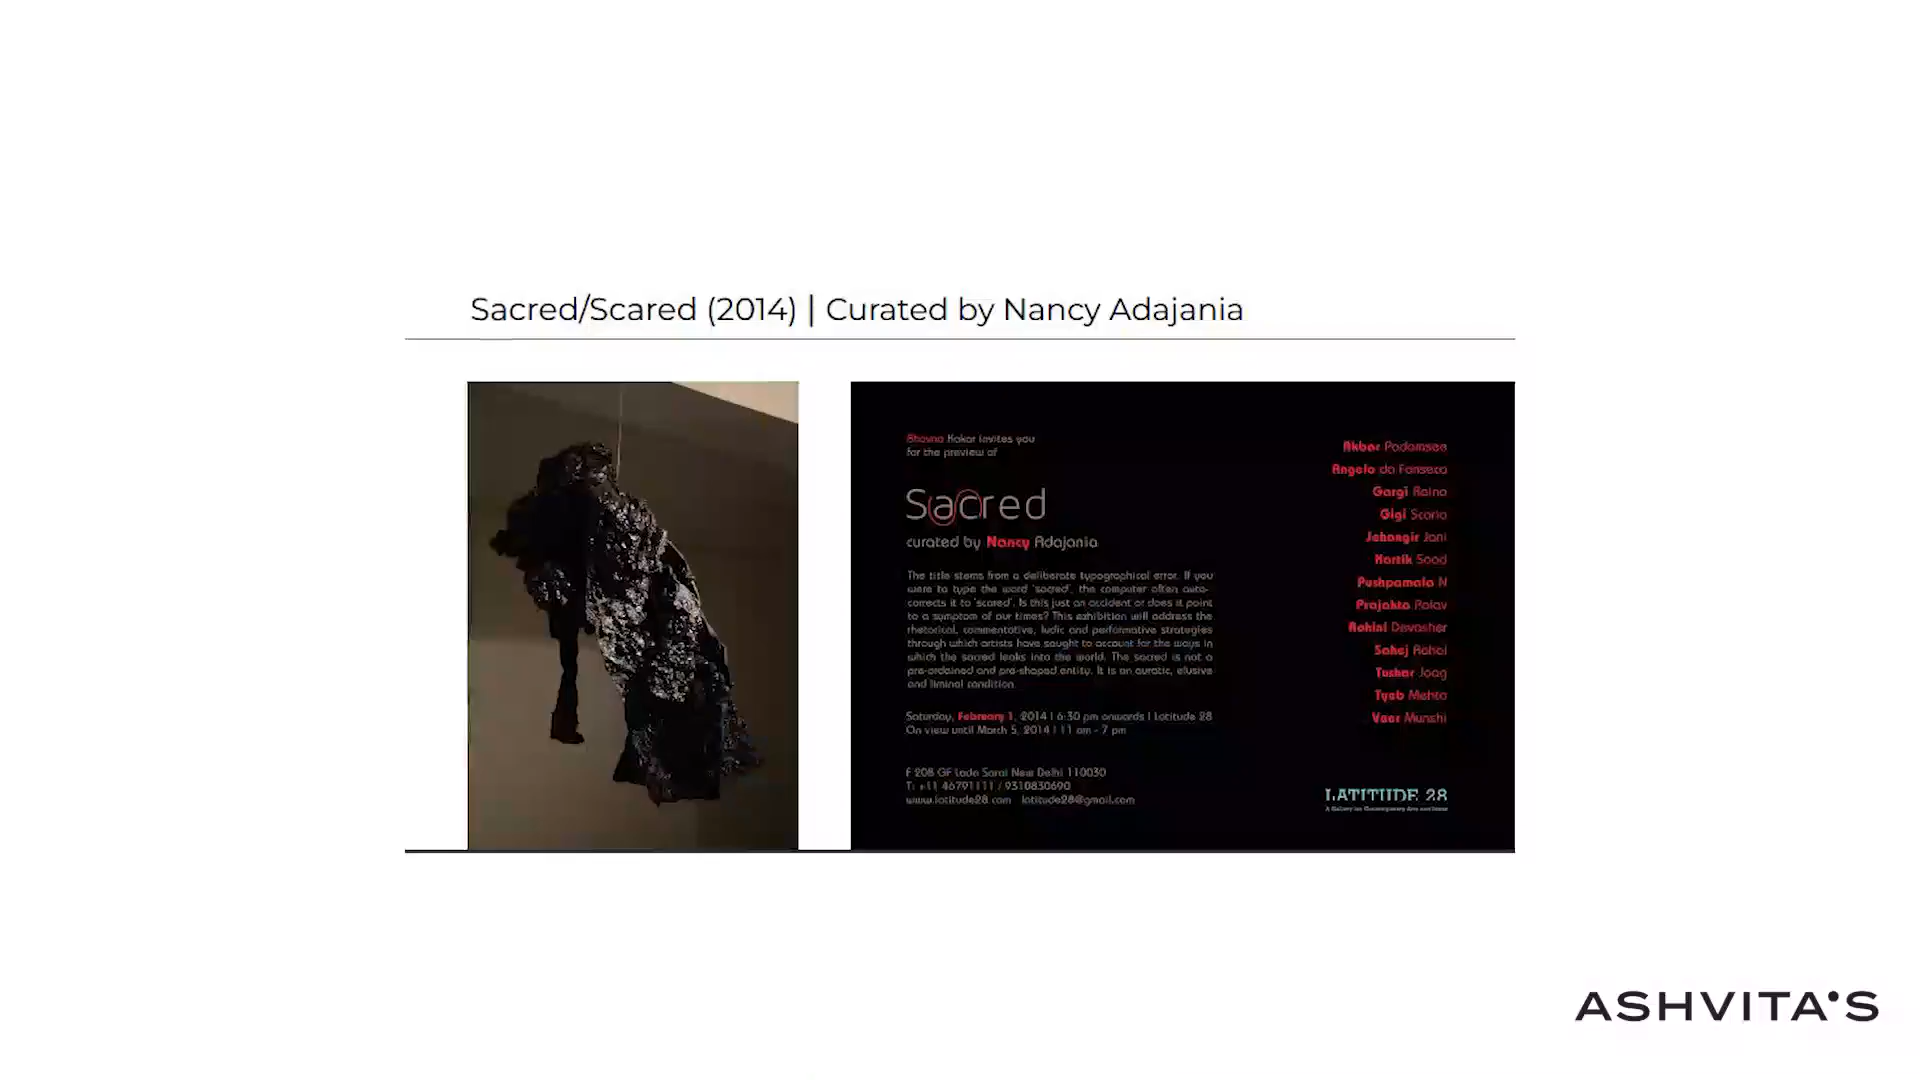 Sacred/Scared (2014) | Curated by Nancy Adajania
Bhavna Kakar invites you
for the preview of
Sacred
curated by Nancy Adajania
The title stems from a deliberate typographical error. If you
were to type the word 'sacred', the computer often auto-
corrects it to 'scared'. Is this just an accident or does it point
to a symptom of our times? This exhibition will address the
rhetorical, commentative, ludic and performative strategies
through which artists have sought to account for the ways in
which the sacred leaks into the world. The sacred is not a
pre-ordained and pre-shaped entity. It is an auratic, elusive
and liminal condition.
Saturday, February 1, 2014 | 6:30 pm onwards | Latitude 28
On view until March 5, 2014 | 11 am - 7 pm
F 208 GF Lado Sarai New Delhi 110030
T: +11 46791111 / 9310830690
www.latitude28.com latitude28@gmail.com
Akbar Padamsee
Angelo da Fonseca
Gargi Raina
Gigi Scaria
Jehangir Jani
Kartik Sood
Pushpamala N
Prajakta Palav
Rohini Devasher
Sahej Rahal
Tushar Joag
Tyeb Mehta
Veer Munshi
LATITUDE 28
A Gallery for Contemporary Art
ASHVITA'S